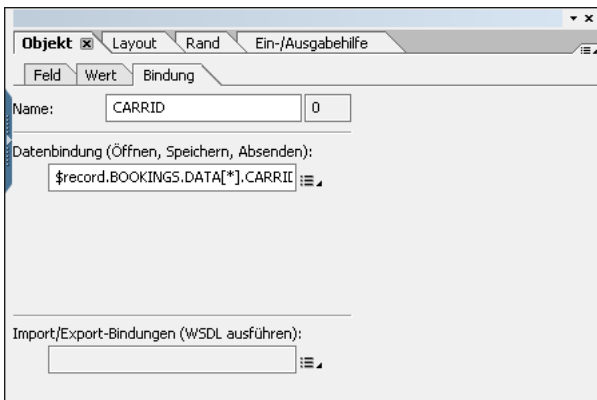 Objekt Layout Rand Ein-/Ausgabehilfe
Feld Wert Bindung
Name: CARRID 0
Datenbindung (Öffnen, Speichern, Absenden):
$record.BOOKINGS.DATA[*].CARRID
Import/Export-Bindungen (WSDL ausführen):